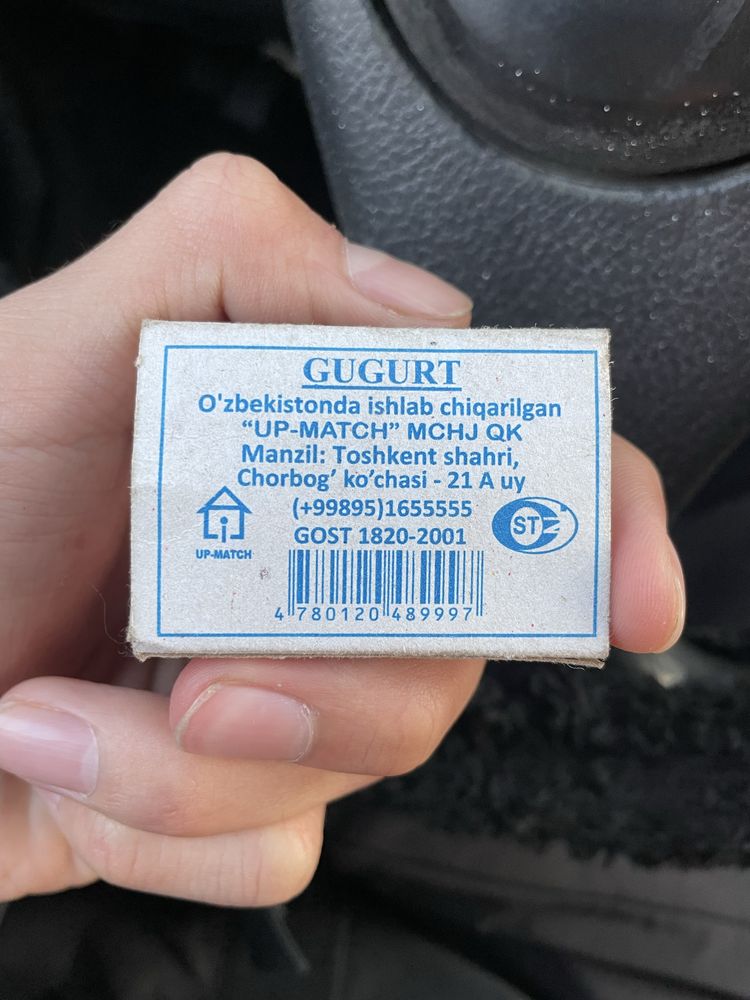 GUGURT
O'zbekistonda ishlab chiqarilgan
“UP-MATCH” MCHJ QK
Manzil: Toshkent shahri,
Chorbog’ ko’chasi - 21 A uy
(+99895)1655555
GOST 1820-2001
UP-MATCH
STZ
4 780120 489997